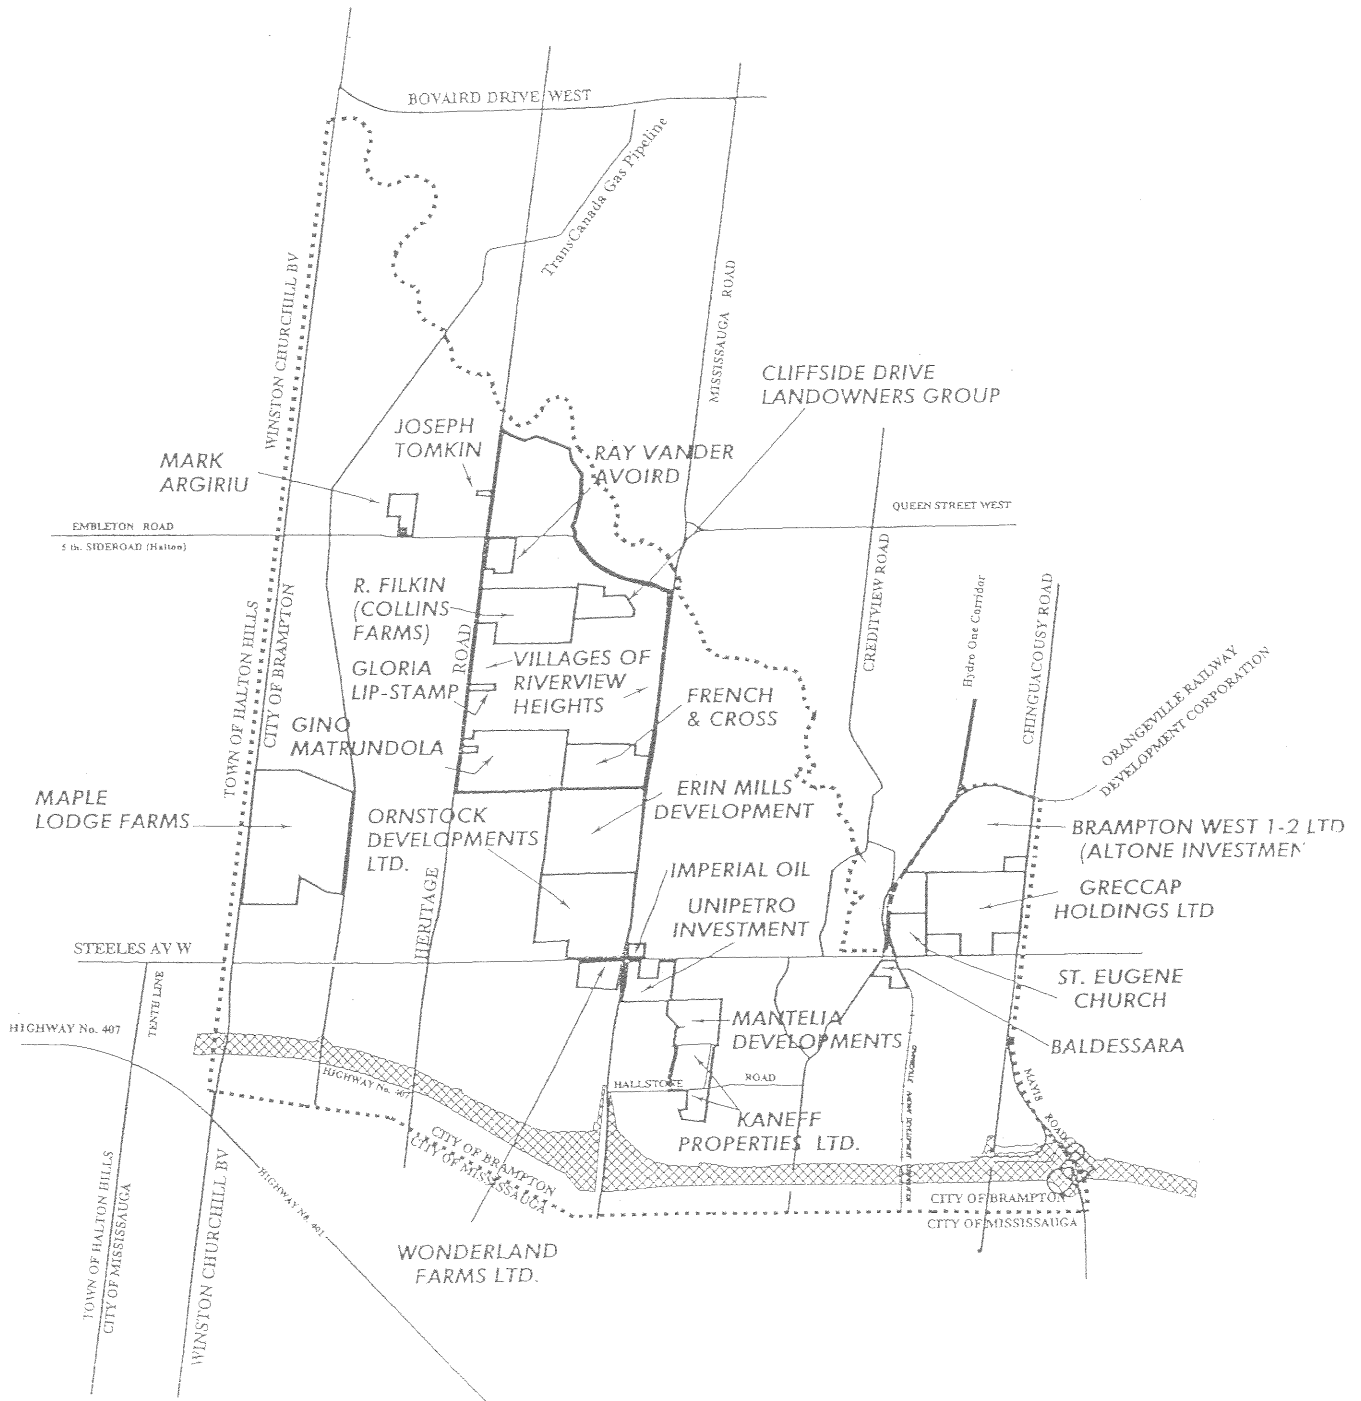 BOVAIRD DRIVE WEST
TransCanada Gas Pipeline
WINSTON CHURCHILL BV
MISSISSAUGA ROAD
CLIFFSIDE DRIVE
LANDOWNERS GROUP
JOSEPH
TOMKIN
RAY VANDER
AVOIRD
MARK
ARGIRIU
QUEEN STREET WEST
EMBLETON ROAD
5 th. SIDEROAD (Halton)
CREDITVIEW ROAD
Hydro One Corridor
CHINGUACOUSY ROAD
R. FILKIN
(COLLINS
FARMS)
TOWN OF HALTON HILLS
CITY OF BRAMPTON
ROAD
VILLAGES OF
RIVERVIEW
HEIGHTS
GLORIA
LIP-STAMP
FRENCH
& CROSS
ORANGEVILLE RAILWAY
DEVELOPMENT CORPORATION
GINO
MATRUNDOLA
ERIN MILLS
DEVELOPMENT
MAPLE
LODGE FARMS
ORNSTOCK
DEVELOPMENTS
LTD.
BRAMPTON WEST 1-2 LTD
(ALTONE INVESTMEN
IMPERIAL OIL
GRECCAP
HOLDINGS LTD
HERITAGE
UNIPETRO
INVESTMENT
STEELES AV W
ST. EUGENE
CHURCH
TENTH LINE
HIGHWAY No. 407
MANTELIA
DEVELOPMENTS
BALDESSARA
HIGHWAY No. 407
HALLSTONE ROAD
MAVIS ROAD
KANEFF
PROPERTIES LTD.
CITY OF BRAMPTON
CITY OF MISSISSAUGA
TOWN OF HALTON HILLS
CITY OF MISSISSAUGA
WINSTON CHURCHILL BV
HIGHWAY No. 401
CITY OF BRAMPTON
CITY OF MISSISSAUGA
WONDERLAND
FARMS LTD.